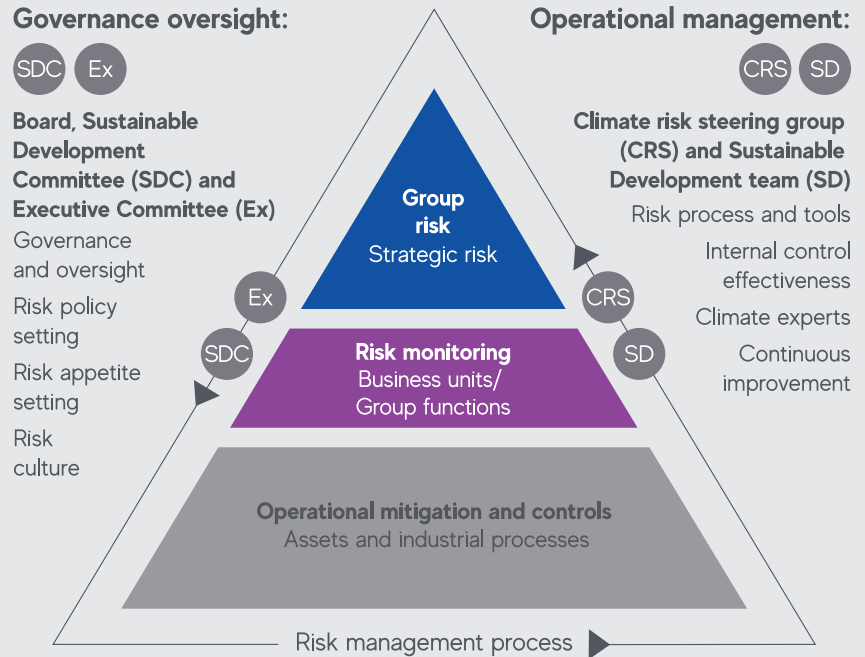 Governance oversight:
SDC Ex
Board, Sustainable
Development
Committee (SDC) and
Executive Committee (Ex)
Governance
and oversight
Risk policy
setting
Risk appetite
setting
Risk
culture
Operational management:
CRS SD
Climate risk steering group
(CRS) and Sustainable
Development team (SD)
Risk process and tools
Internal control
effectiveness
Climate experts
Continuous
improvement
Group
risk
Strategic risk
Ex
SDC
CRS
SD
Risk monitoring
Business units/
Group functions
Operational mitigation and controls
Assets and industrial processes
Risk management process